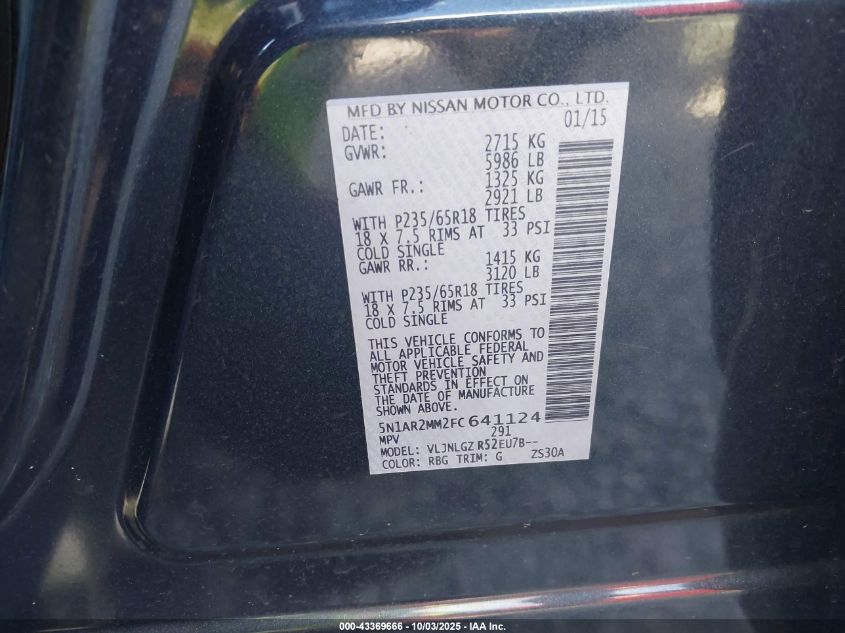 MFD BY NISSAN MOTOR CO., LTD.
DATE: 01/15
GVWR: 2715 KG
5986 LB
GAWR FR.: 1325 KG
2921 LB
WITH P235/65R18 TIRES
18 X 7.5 RIMS AT 33 PSI
COLD SINGLE
GAWR RR.: 1415 KG
3120 LB
WITH P235/65R18 TIRES
18 X 7.5 RIMS AT 33 PSI
COLD SINGLE
THIS VEHICLE CONFORMS TO
ALL APPLICABLE FEDERAL
MOTOR VEHICLE SAFETY AND
THEFT PREVENTION
STANDARDS IN EFFECT ON
THE DATE OF MANUFACTURE
SHOWN ABOVE.
5N1AR2MM2FC641124
MPV 291
MODEL: VLJNLGZ R52EU7B--
COLOR: RBG TRIM: G ZS30A
000-43369666 - 10/03/2025 - IAA Inc.